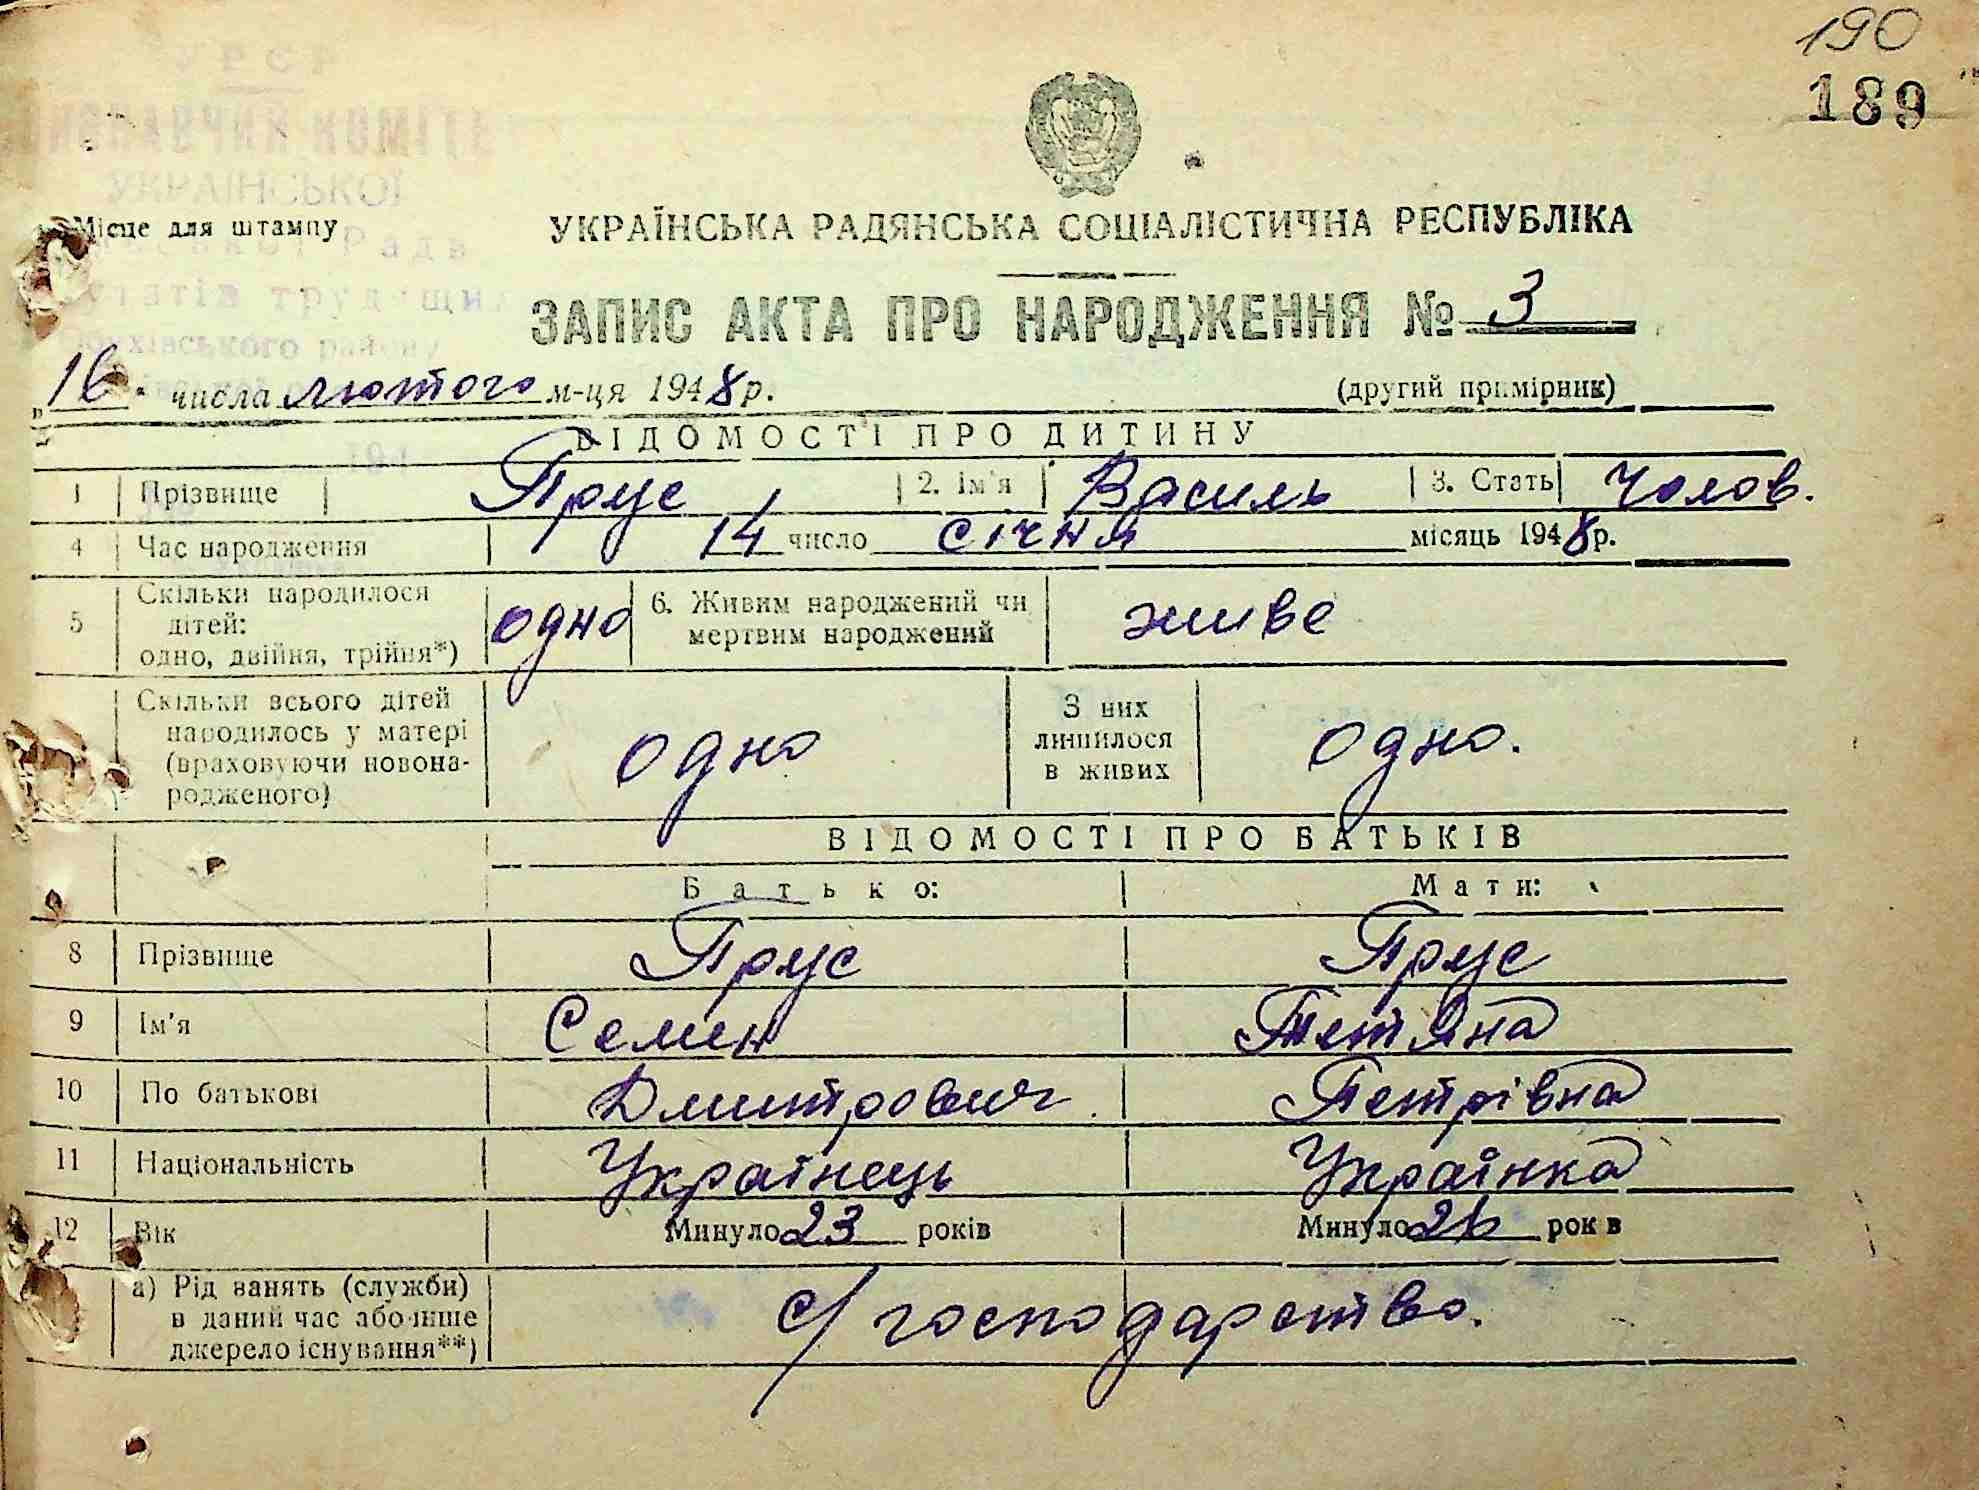 190
189
УРСР
УКРАЇНСЬКОЇ
Місце для штампу
УКРАЇНСЬКА РАДЯНСЬКА СОЦІАЛІСТИЧНА РЕСПУБЛІКА
ЗАПИС АКТА ПРО НАРОДЖЕННЯ № 3
16 числа лютого м-ця 1948 р.
(другий примірник)
ВІДОМОСТІ ПРО ДИТИНУ
1 Прізвище Прус 2. Ім'я Василь 3. Стать Чолов.
4 Час народження 14 число січня місяць 1948 р.
5 Скільки народилося дітей: одно, двійня, трійня*) одно 6. Живим народжений чи мертвим народжений живе
Скільки всього дітей народилось у матері (враховуючи новонародженого) одно З них лишилося в живих одно.
ВІДОМОСТІ ПРО БАТЬКІВ
Батько: Мати:
8 Прізвище Прус Прус
9 Ім'я Семен Тетяна
10 По батькові Дмитрович Петрівна
11 Національність Українець Українка
12 Вік Минуло 23 років Минуло 26 років
а) Рід занять (служби) в даний час або інше джерело існування**) с/господарство.